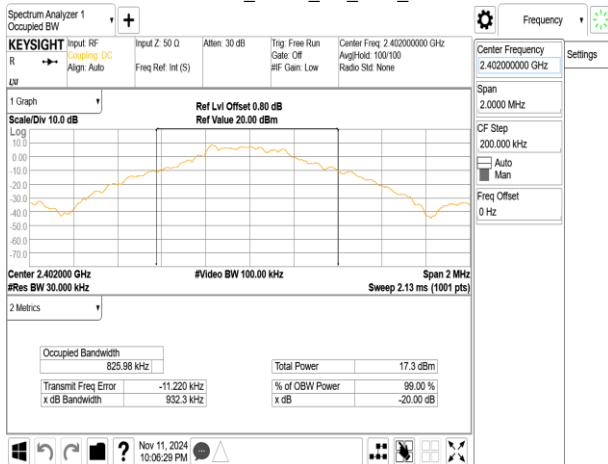 Spectrum Analyzer 1
Occupied BW
Frequency
KEYSIGHT
R
LXI
Input: RF
Coupling: DC
Align: Auto
Input Z: 50 Ω
Freq Ref: Int (S)
Atten: 30 dB
Trig: Free Run
Gate: Off
#IF Gain: Low
Center Freq: 2.402000000 GHz
Avg|Hold: 100/100
Radio Std: None
Center Frequency
2.402000000 GHz
Settings
Span
2.0000 MHz
CF Step
200.000 kHz
Auto
Man
Freq Offset
0 Hz
1 Graph
Scale/Div 10.0 dB
Ref Lvl Offset 0.80 dB
Ref Value 20.00 dBm
Log
10.0
0.00
-10.0
-20.0
-30.0
-40.0
-50.0
-60.0
-70.0
Center 2.402000 GHz
#Video BW 100.00 kHz
Span 2 MHz
#Res BW 30.000 kHz
Sweep 2.13 ms (1001 pts)
2 Metrics
Occupied Bandwidth
825.98 kHz
Total Power 17.3 dBm
Transmit Freq Error -11.220 kHz
% of OBW Power 99.00 %
x dB Bandwidth 932.3 kHz
x dB -20.00 dB
Nov 11, 2024
10:06:29 PM